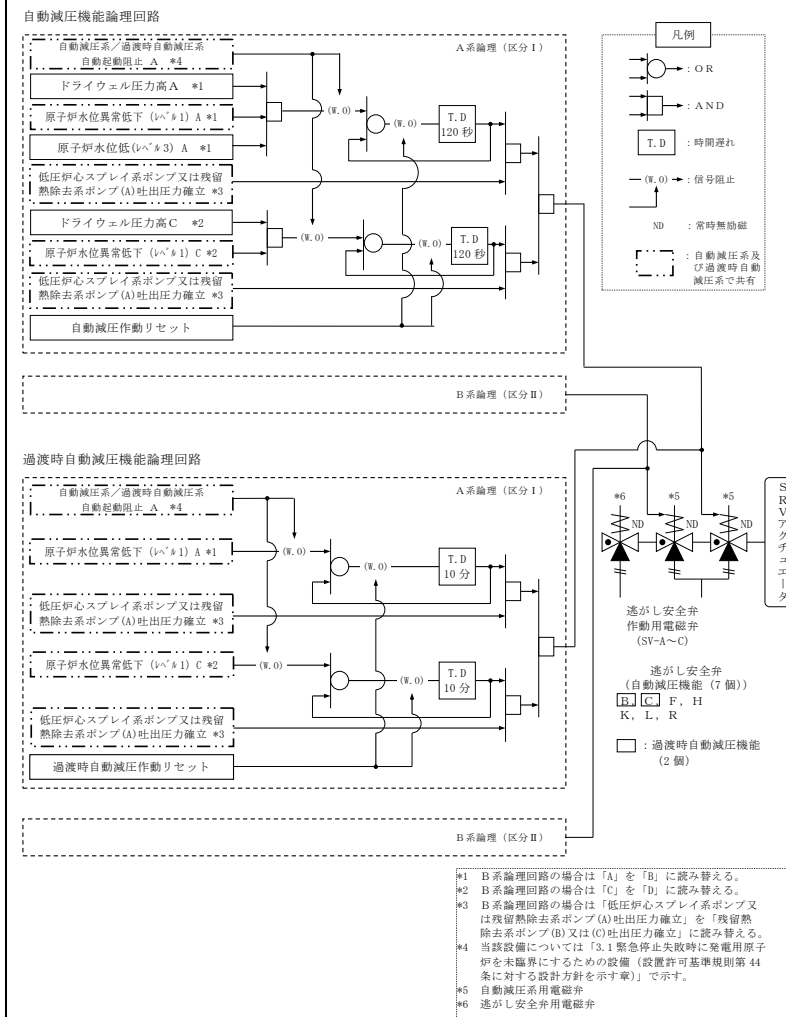 自動減圧機能論理回路
A系論理（区分Ⅰ）
自動減圧系／過渡時自動減圧系
自動起動阻止 A *4
ドライウェル圧力高A *1
原子炉水位異常低下（ﾚﾍﾞﾙ1）A *1
原子炉水位低(ﾚﾍﾞﾙ3) A *1
低圧炉心スプレイ系ポンプ又は残留
熱除去系ポンプ(A)吐出圧力確立 *3
ドライウェル圧力高C *2
原子炉水位異常低下（ﾚﾍﾞﾙ1）C *2
低圧炉心スプレイ系ポンプ又は残留
熱除去系ポンプ(A)吐出圧力確立 *3
自動減圧作動リセット
(W.O)
(W.O)
T.D
120秒
(W.O)
(W.O)
T.D
120秒
B系論理（区分Ⅱ）
凡例
：OR
：AND
T.D ：時間遅れ
(W.O) ：信号阻止
ND ：常時無励磁
：自動減圧系及
び過渡時自動
減圧系で共有
過渡時自動減圧機能論理回路
A系論理（区分Ⅰ）
自動減圧系／過渡時自動減圧系
自動起動阻止 A *4
原子炉水位異常低下（ﾚﾍﾞﾙ1）A *1
低圧炉心スプレイ系ポンプ又は残留
熱除去系ポンプ(A)吐出圧力確立 *3
原子炉水位異常低下（ﾚﾍﾞﾙ1）C *2
低圧炉心スプレイ系ポンプ又は残留
熱除去系ポンプ(A)吐出圧力確立 *3
過渡時自動減圧作動リセット
(W.O)
(W.O)
T.D
10分
(W.O)
(W.O)
T.D
10分
B系論理（区分Ⅱ）
*6 *5 *5
ND ND ND
SRVアクチュエータ
逃がし安全弁
作動用電磁弁
(SV-A～C)
逃がし安全弁
(自動減圧機能（7個）)
B，C，F，H
K，L，R
：過渡時自動減圧機能
（2個）
*1 B系論理回路の場合は「A」を「B」に読み替える。
*2 B系論理回路の場合は「C」を「D」に読み替える。
*3 B系論理回路の場合は「低圧炉心スプレイ系ポンプ又
は残留熱除去系ポンプ(A)吐出圧力確立」を「残留熱
除去系ポンプ(B)又は(C)吐出圧力確立」に読み替える。
*4 当該設備については「3.1 緊急停止失敗時に発電用原子
炉を未臨界にするための設備（設置許可基準規則第 44
条に対する設計方針を示す章）」で示す。
*5 自動減圧系用電磁弁
*6 逃がし安全弁用電磁弁